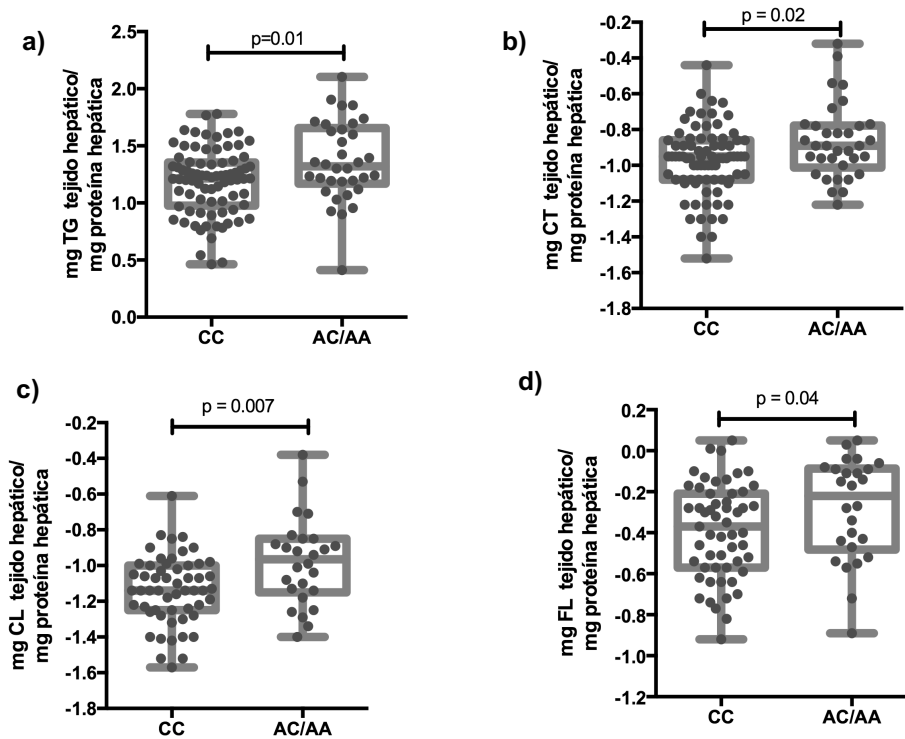 a)
p=0.01
mg TG tejido hepático/
mg proteína hepática
2.5
2.0
1.5
1.0
0.5
0.0
CC AC/AA
b)
p = 0.02
mg CT tejido hepático/
mg proteína hepática
-0.2
-0.4
-0.6
-0.8
-1.0
-1.2
-1.4
-1.6
-1.8
CC AC/AA
c)
p = 0.007
mg CL tejido hepático/
mg proteína hepática
-0.2
-0.4
-0.6
-0.8
-1.0
-1.2
-1.4
-1.6
-1.8
CC AC/AA
d)
p = 0.04
mg FL tejido hepático/
mg proteína hepática
0.2
0.0
-0.2
-0.4
-0.6
-0.8
-1.0
-1.2
CC AC/AA